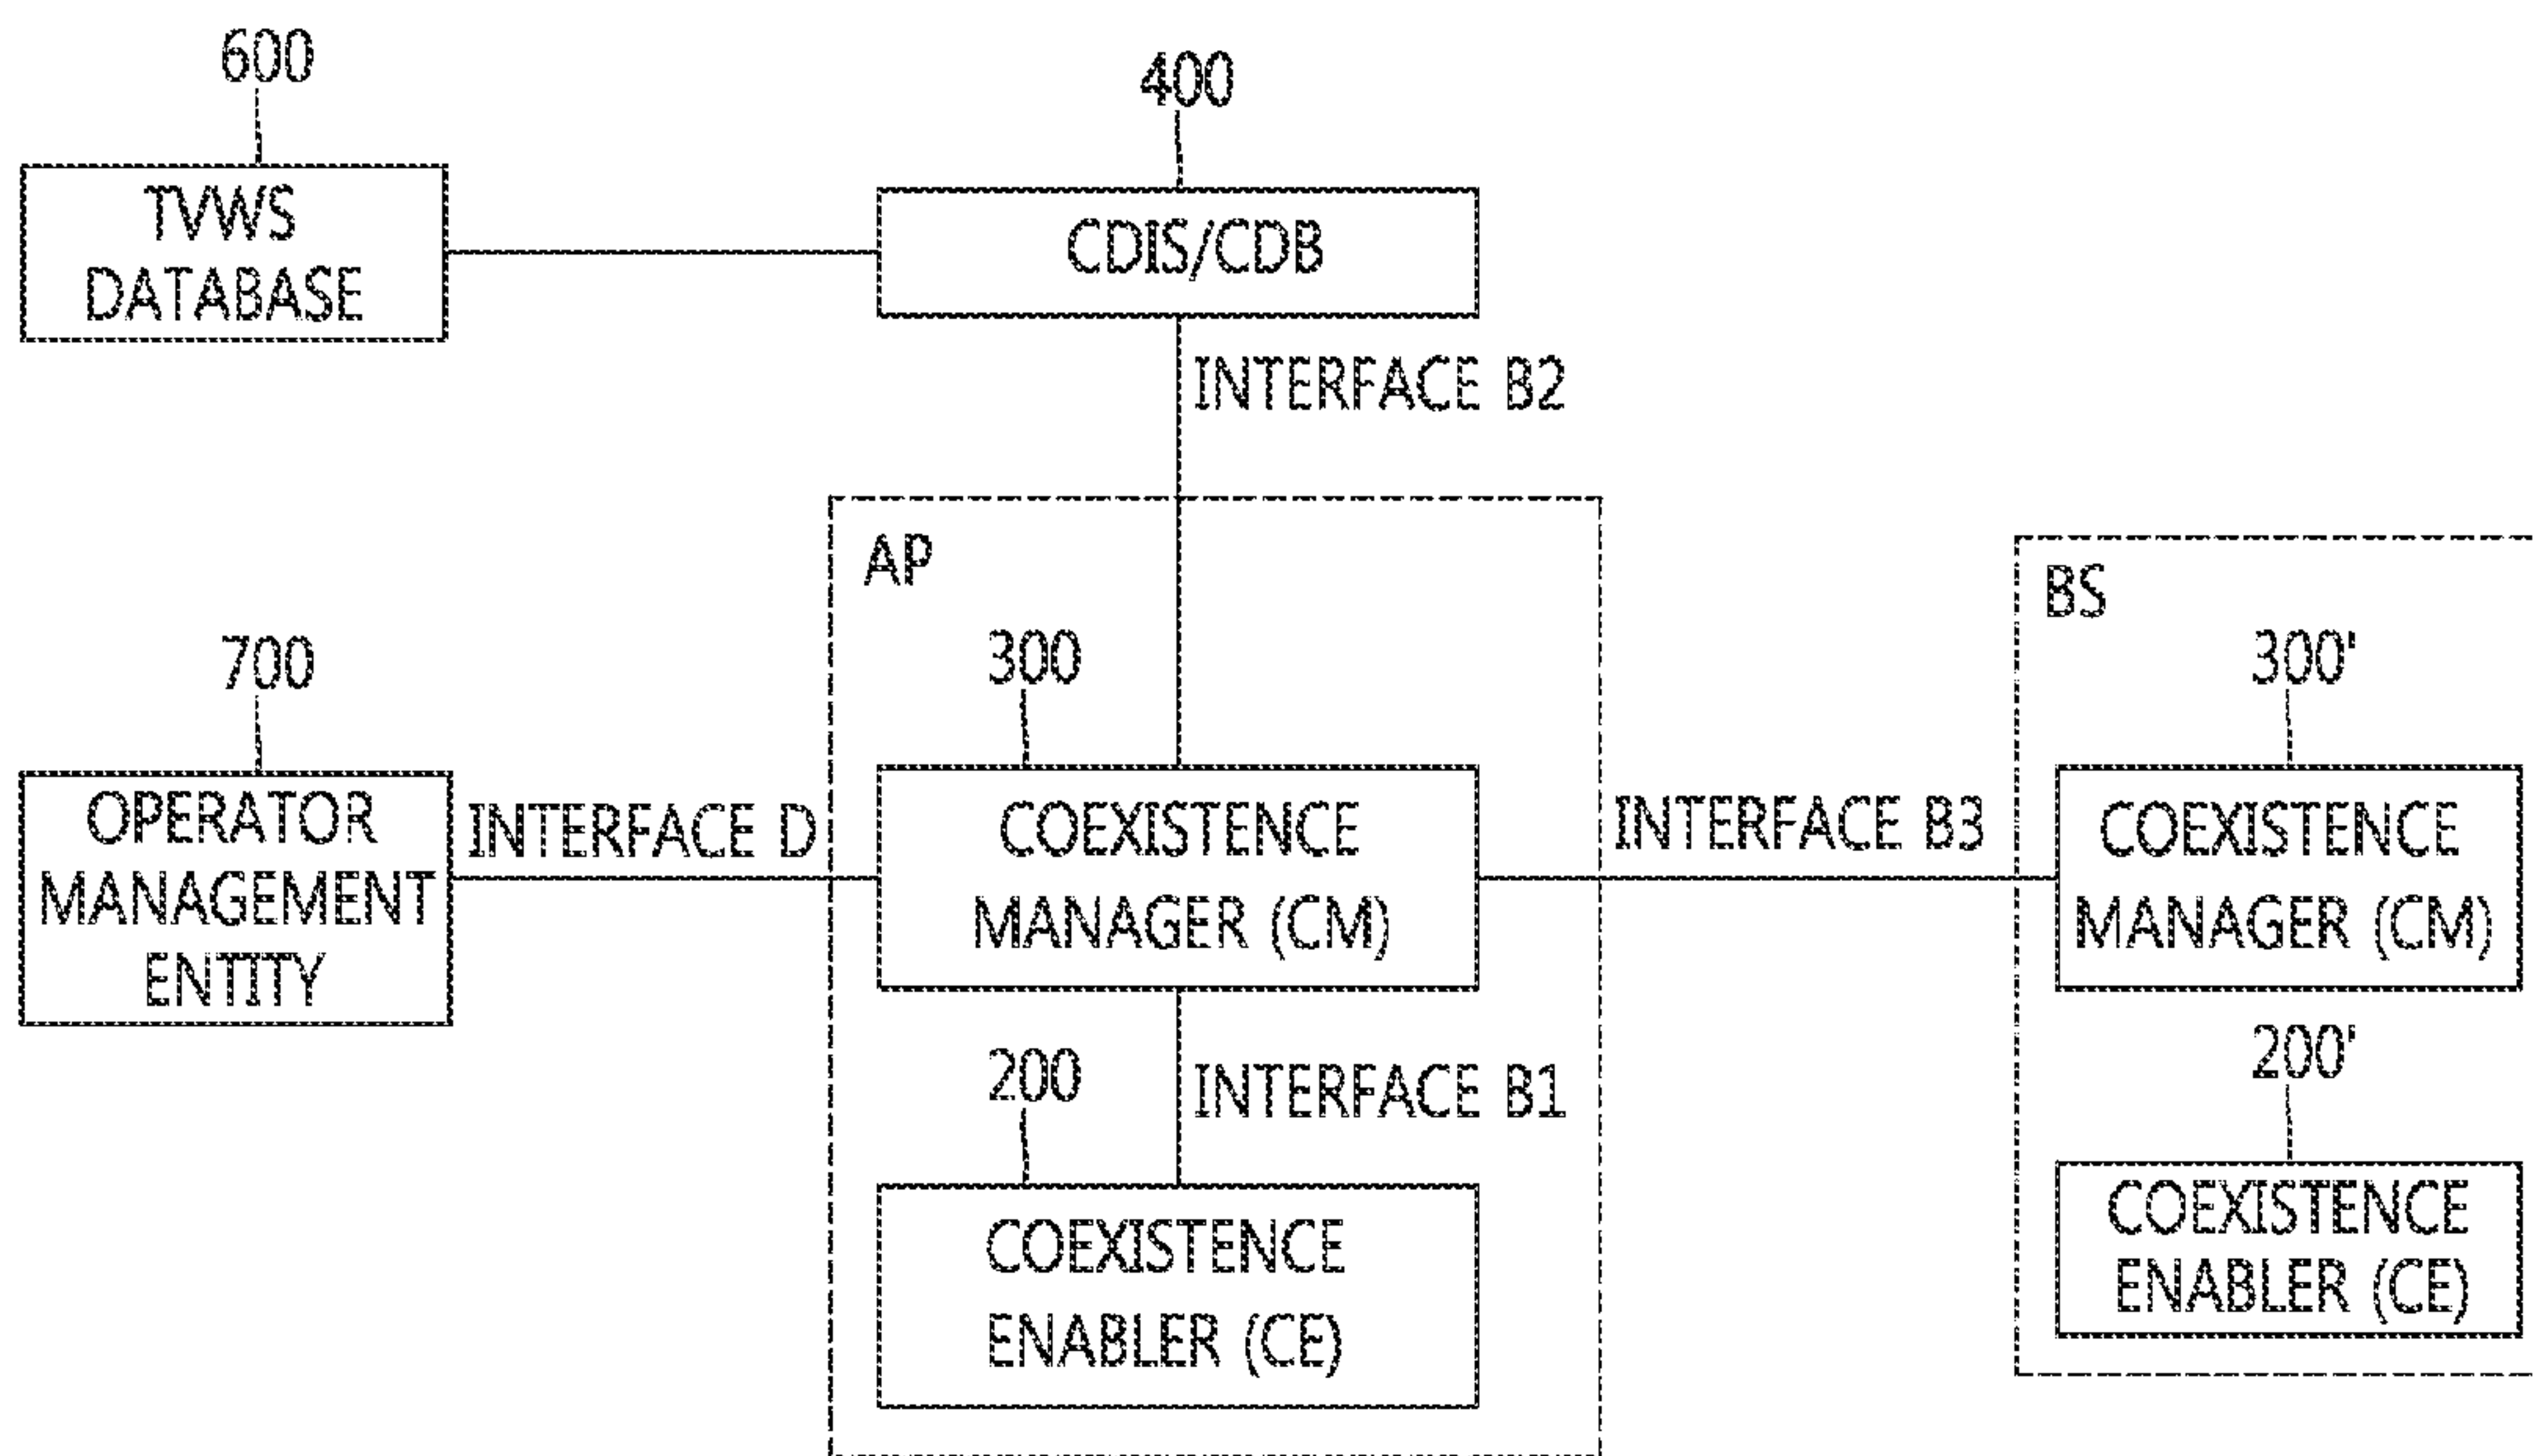 600
400
TVWS
DATABASE
CDIS/CDB
INTERFACE B2
AP
BS
700
300
300'
OPERATOR
MANAGEMENT
ENTITY
INTERFACE D
COEXISTENCE
MANAGER (CM)
INTERFACE B3
COEXISTENCE
MANAGER (CM)
200
INTERFACE B1
200'
COEXISTENCE
ENABLER (CE)
COEXISTENCE
ENABLER (CE)